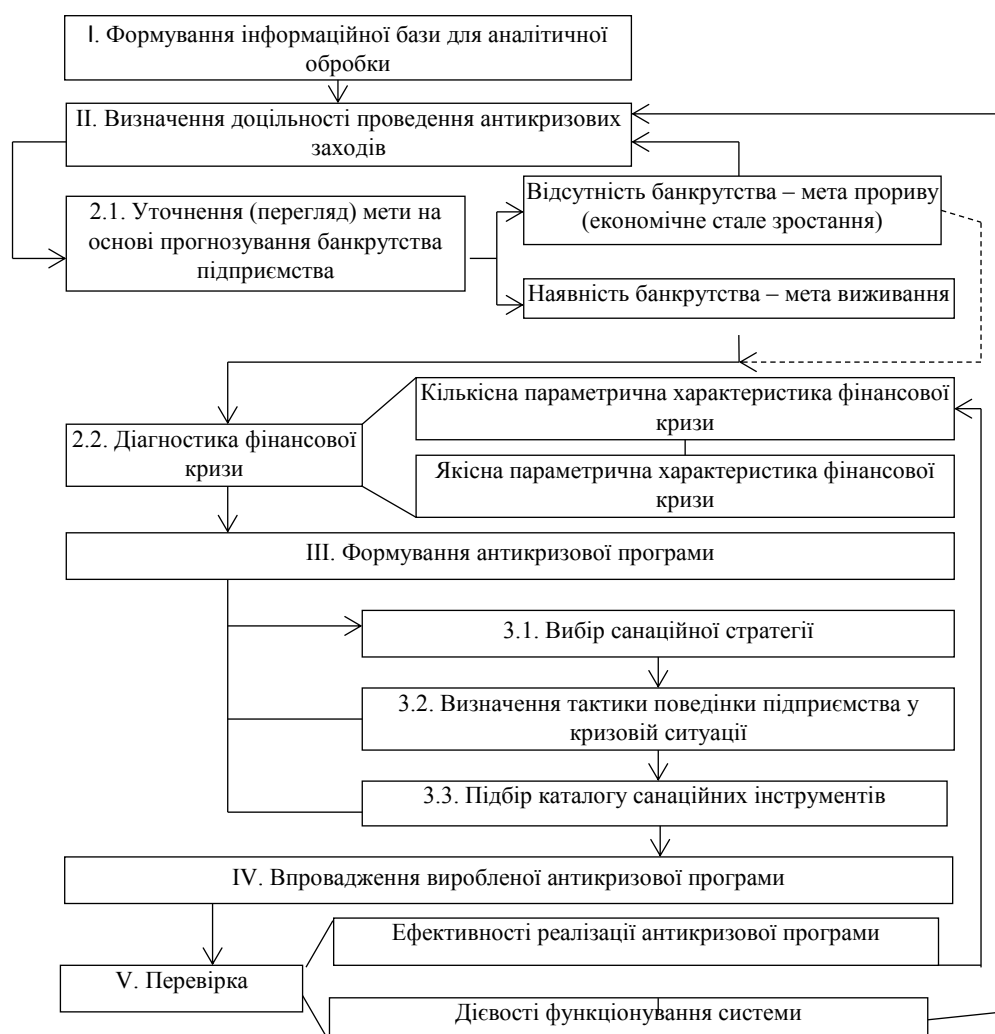 I. Формування інформаційної бази для аналітичної
обробки
II. Визначення доцільності проведення антикризових
заходів
2.1. Уточнення (перегляд) мети на
основі прогнозування банкрутства
підприємства
Відсутність банкрутства – мета прориву
(економічне стале зростання)
Наявність банкрутства – мета виживання
2.2. Діагностика фінансової
кризи
Кількісна параметрична характеристика фінансової
кризи
Якісна параметрична характеристика фінансової
кризи
III. Формування антикризової програми
3.1. Вибір санаційної стратегії
3.2. Визначення тактики поведінки підприємства у
кризовій ситуації
3.3. Підбір каталогу санаційних інструментів
IV. Впровадження виробленої антикризової програми
V. Перевірка
Ефективності реалізації антикризової програми
Дієвості функціонування системи